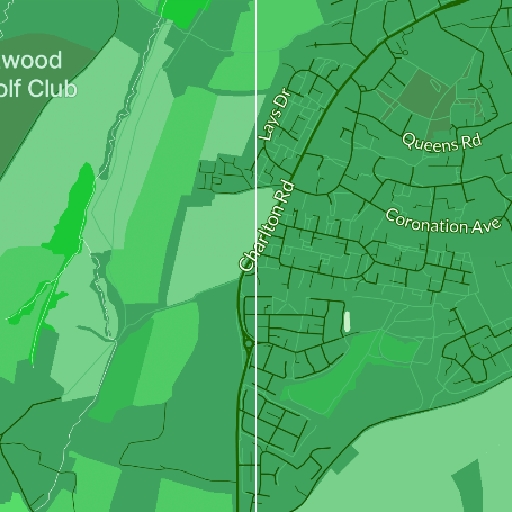 wood
olf Club
Lays Dr
Queens Rd
Charlton Rd
Coronation Ave